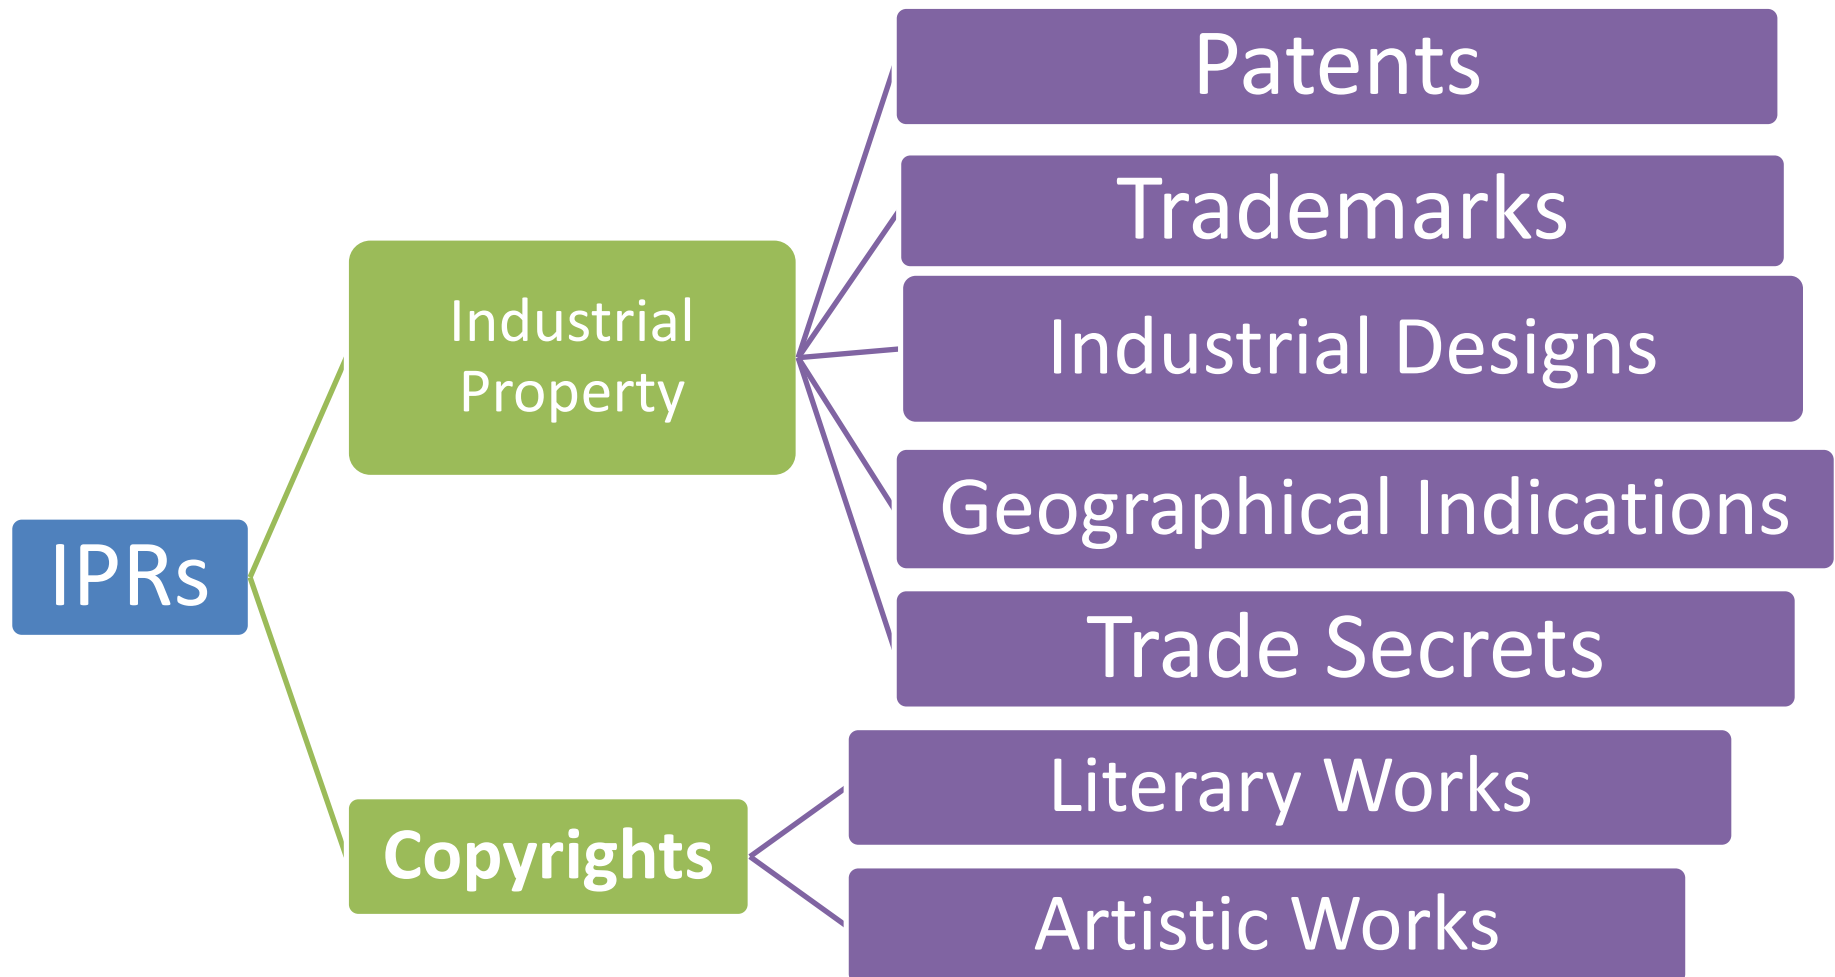 IPRs
Industrial
Property
Patents
Trademarks
Industrial Designs
Geographical Indications
Trade Secrets
Copyrights
Literary Works
Artistic Works